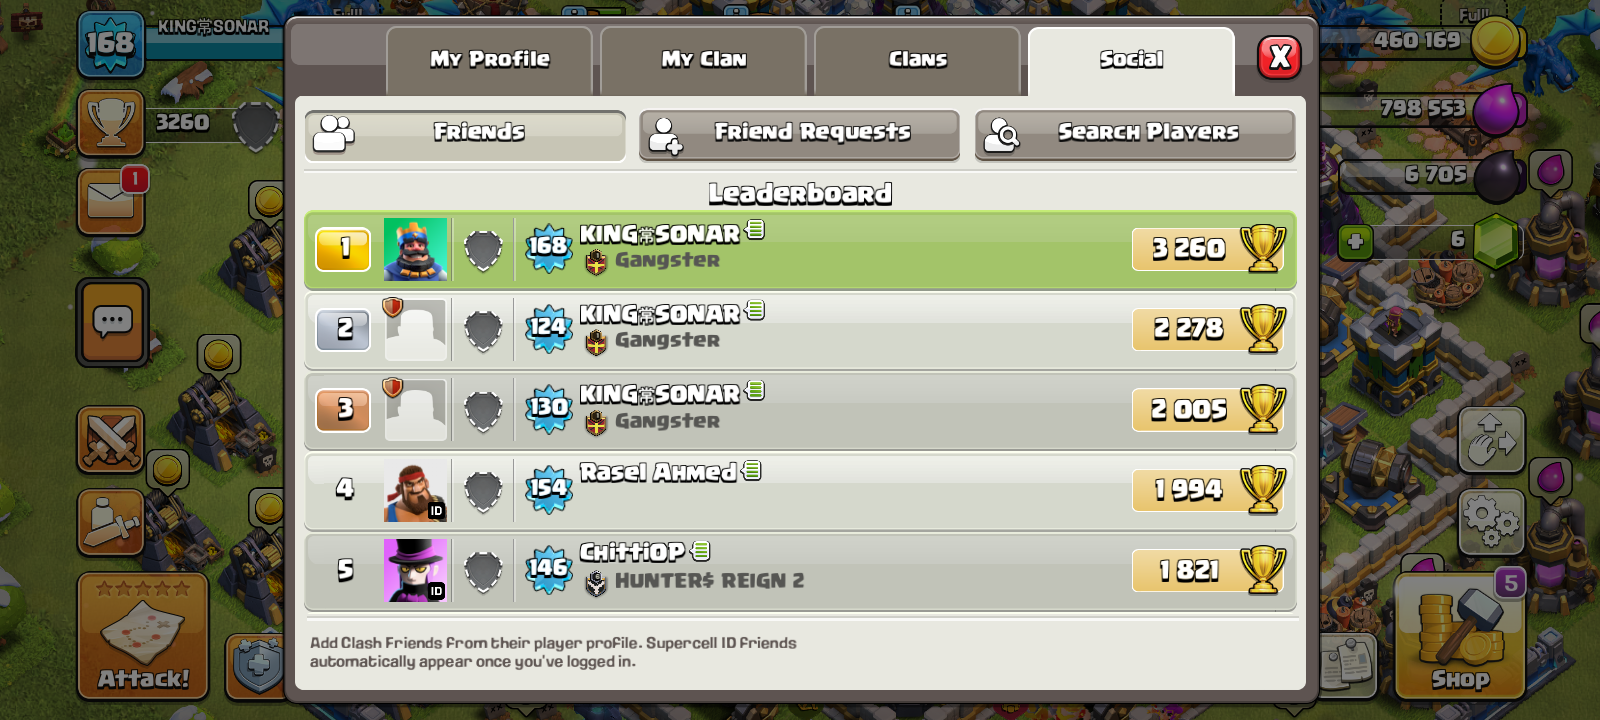 168
KING常SONAR
Full
Full
460 169
My Profile
My Clan
Clans
Social
X
3260
798 553
Friends
Friend Requests
Search Players
1
6 705
Leaderboard
6
1
168
KING常SONAR
Gangster
3 260
2
124
KING常SONAR
Gangster
2 278
3
130
KING常SONAR
Gangster
2 005
4
ID
154
Rasel Ahmed
1 994
5
ID
146
ChittiOP
HUNTER$ REIGN 2
1 821
5
Add Clash Friends from their player profile. Supercell ID friends
automatically appear once you've logged in.
Attack!
Shop